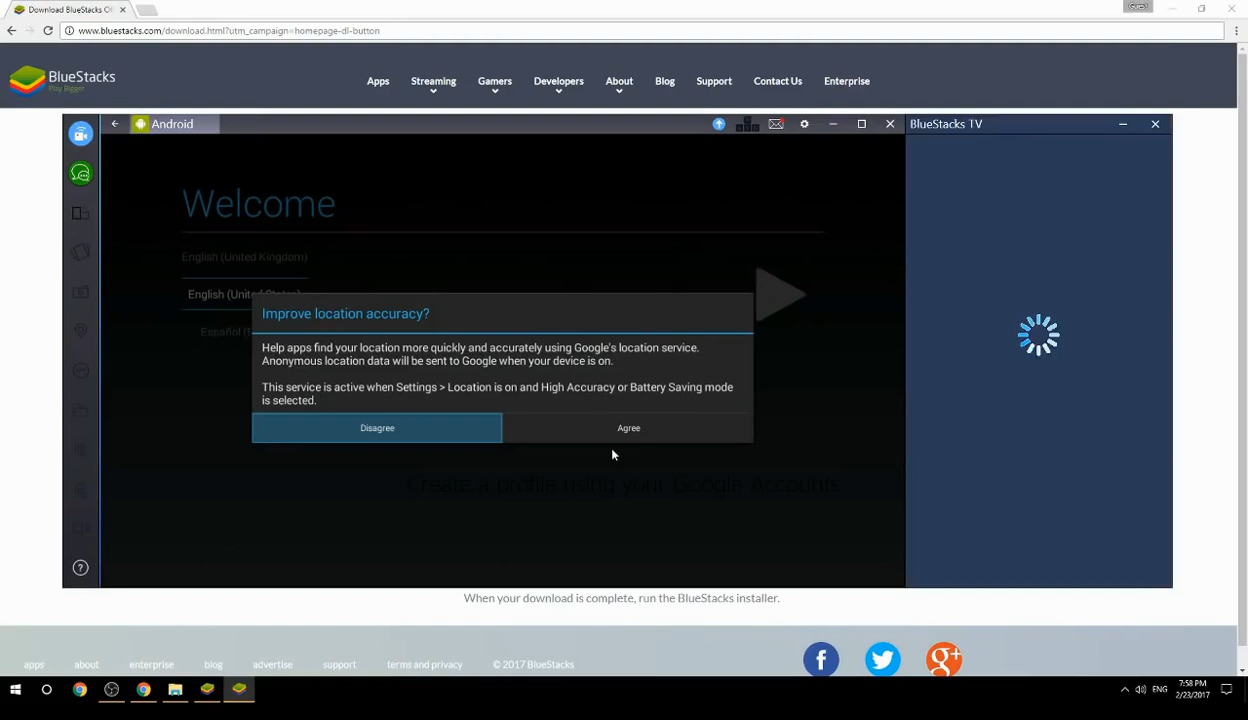 Download BlueStacks Of
Guest
www.bluestacks.com/download.html?utm_campaign=homepage-dl-button
BlueStacks
Play Bigger
Apps Streaming Gamers Developers About Blog Support Contact Us Enterprise
Android
BlueStacks TV
Welcome
English (United Kingdom)
English (United States)
Español (
Improve location accuracy?
Help apps find your location more quickly and accurately using Google's location service.
Anonymous location data will be sent to Google when your device is on.
This service is active when Settings > Location is on and High Accuracy or Battery Saving mode
is selected.
Disagree Agree
Create a profile using your Google Accounts
When your download is complete, run the BlueStacks installer.
apps about enterprise blog advertise support terms and privacy © 2017 BlueStacks
ENG
7:58 PM
2/23/2017